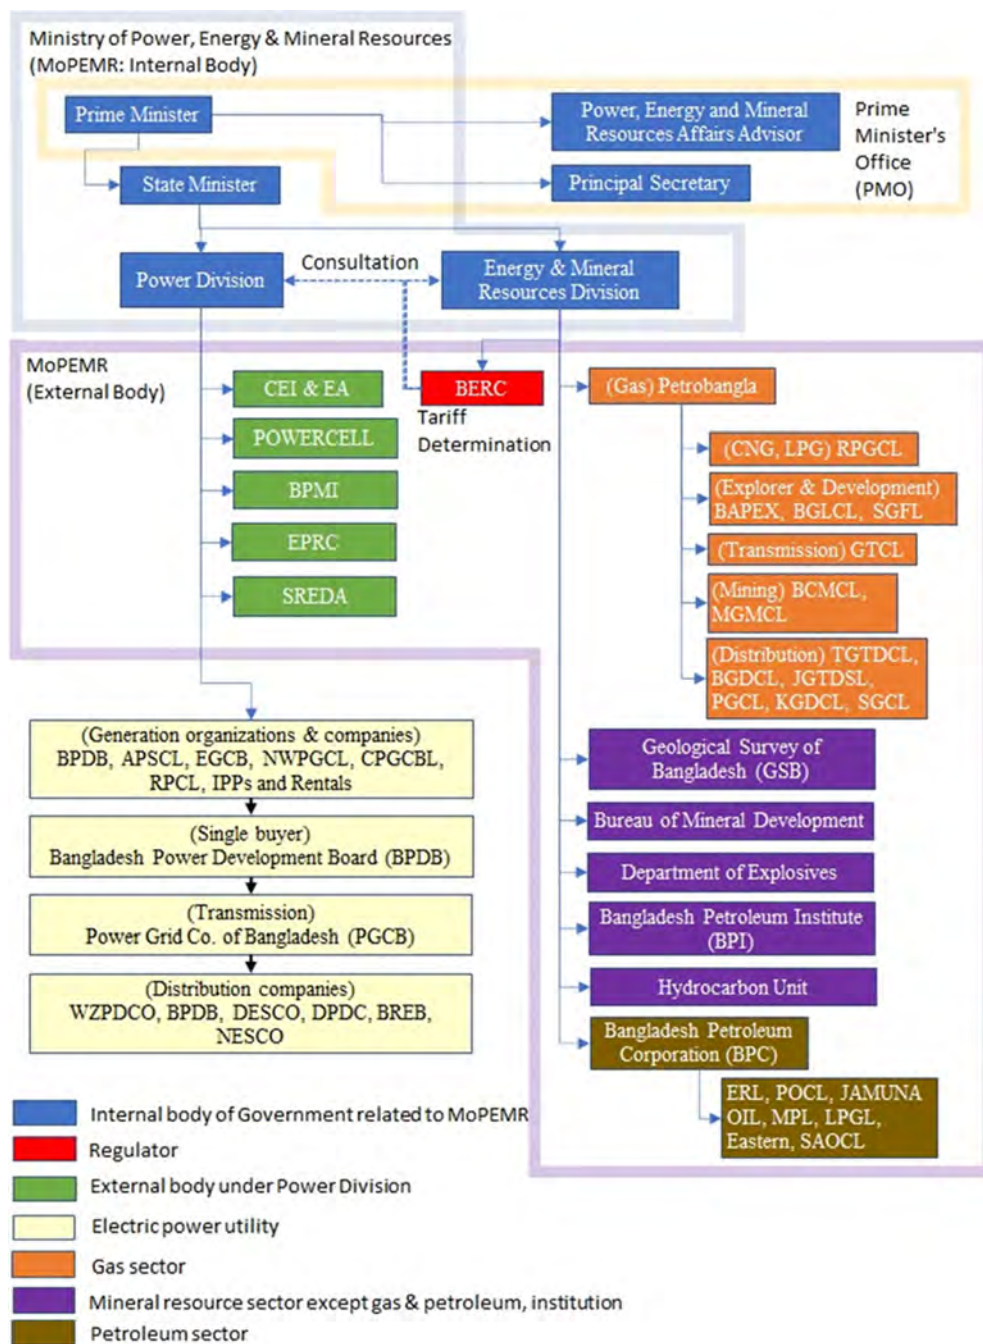 Ministry of Power, Energy & Mineral Resources
(MoPEMR: Internal Body)
Prime Minister
Power, Energy and Mineral
Resources Affairs Advisor
Prime
Minister's
Office
(PMO)
State Minister
Principal Secretary
Power Division
Consultation
Energy & Mineral
Resources Division
MoPEMR
(External Body)
CEI & EA
POWERCELL
BPMI
EPRC
SREDA
BERC
Tariff
Determination
(Gas) Petrobangla
(CNG, LPG) RPGCL
(Explorer & Development)
BAPEX, BGLCL, SGFL
(Transmission) GTCL
(Mining) BCMCL,
MGMCL
(Distribution) TGTDCL,
BGDCL, JGTDSL,
PGCL, KGDCL, SGCL
(Generation organizations & companies)
BPDB, APSCL, EGCB, NWPGCL, CPGCBL,
RPCL, IPPs and Rentals
(Single buyer)
Bangladesh Power Development Board (BPDB)
(Transmission)
Power Grid Co. of Bangladesh (PGCB)
(Distribution companies)
WZPDCO, BPDB, DESCO, DPDC, BREB,
NESCO
Geological Survey of
Bangladesh (GSB)
Bureau of Mineral Development
Department of Explosives
Bangladesh Petroleum Institute
(BPI)
Hydrocarbon Unit
Bangladesh Petroleum
Corporation (BPC)
ERL, POCL, JAMUNA
OIL, MPL, LPGL,
Eastern, SAOCL
Internal body of Government related to MoPEMR
Regulator
External body under Power Division
Electric power utility
Gas sector
Mineral resource sector except gas & petroleum, institution
Petroleum sector